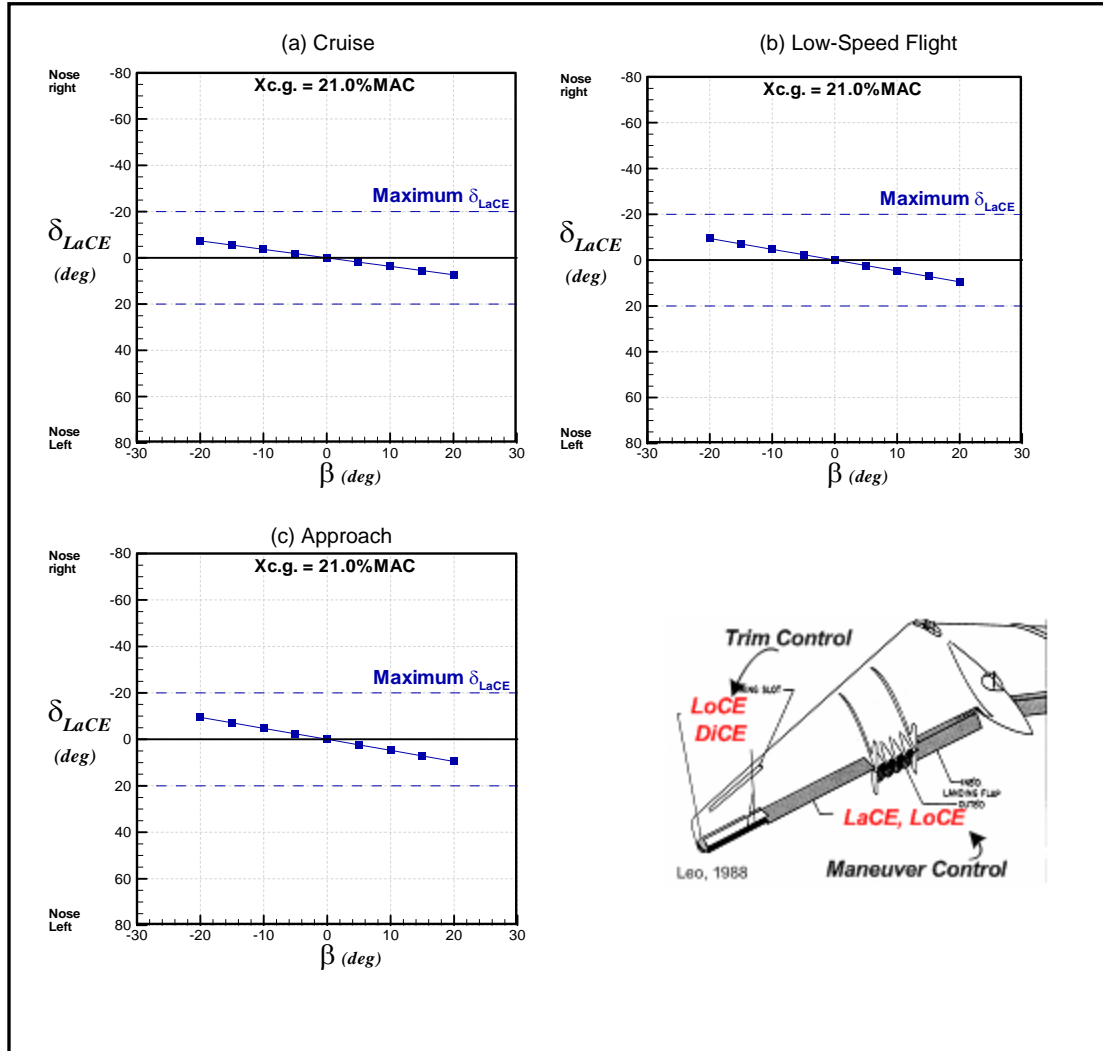 (a) Cruise
Nose
right
Xc.g. = 21.0%MAC
-80
-60
-40
-20
0
20
40
60
80
Maximum δLaCE
δLaCE
(deg)
Nose
Left
-30
-20
-10
0
10
20
30
β (deg)
(b) Low-Speed Flight
Nose
right
Xc.g. = 21.0%MAC
-80
-60
-40
-20
0
20
40
60
80
Maximum δLaCE
δLaCE
(deg)
Nose
Left
-30
-20
-10
0
10
20
30
β (deg)
(c) Approach
Nose
right
Xc.g. = 21.0%MAC
-80
-60
-40
-20
0
20
40
60
80
Maximum δLaCE
δLaCE
(deg)
Nose
Left
-30
-20
-10
0
10
20
30
β (deg)
Trim Control
SLOT
LoCE
DiCE
LANDING FLAP
LaCE, LoCE
Maneuver Control
Leo, 1988